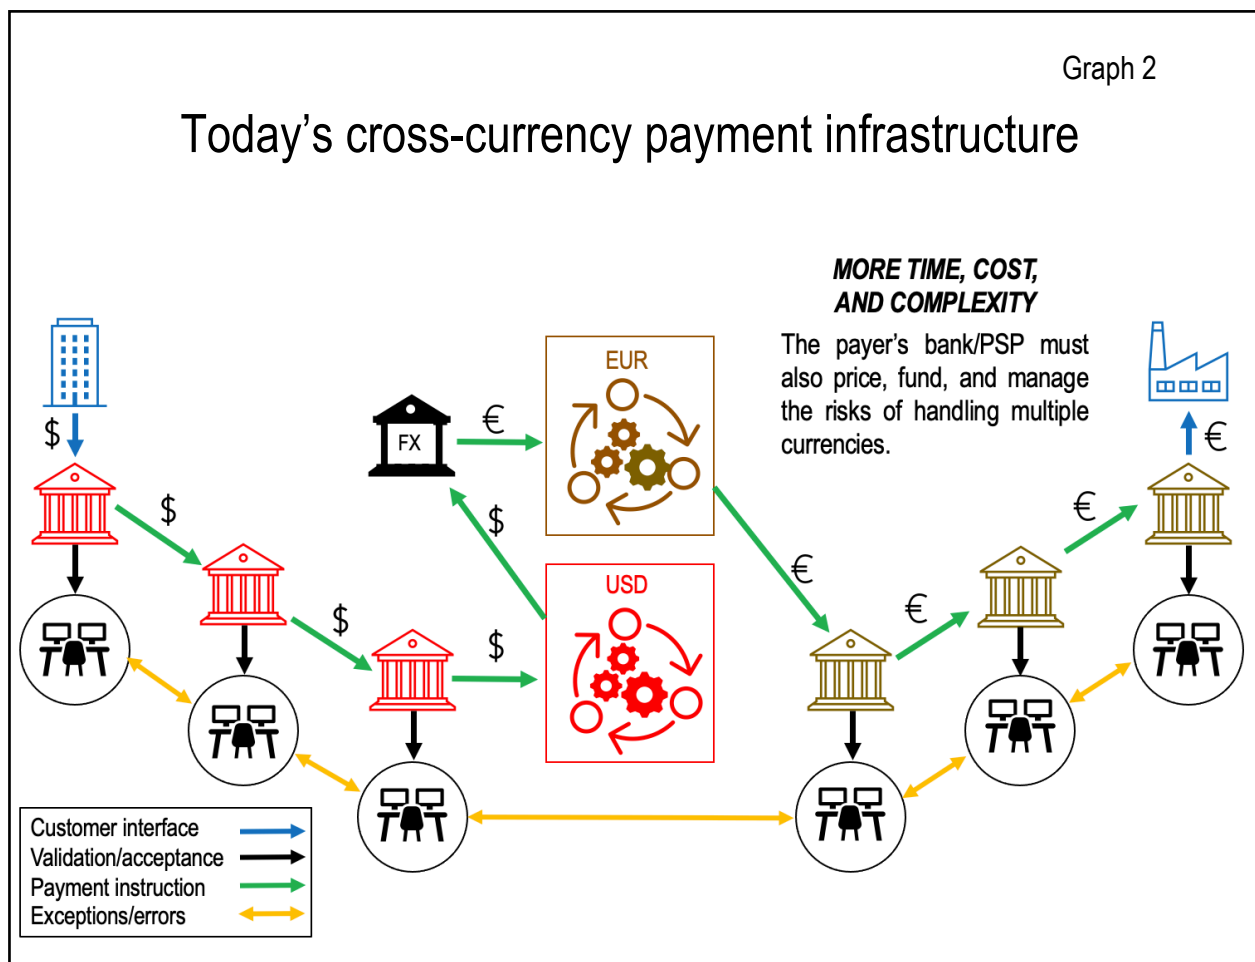 Graph 2
Today's cross-currency payment infrastructure
MORE TIME, COST,
AND COMPLEXITY
The payer's bank/PSP must
also price, fund, and manage
the risks of handling multiple
currencies.
EUR
$
FX
€
€
$
$
€
USD
€
$
$
€
Customer interface
Validation/acceptance
Payment instruction
Exceptions/errors